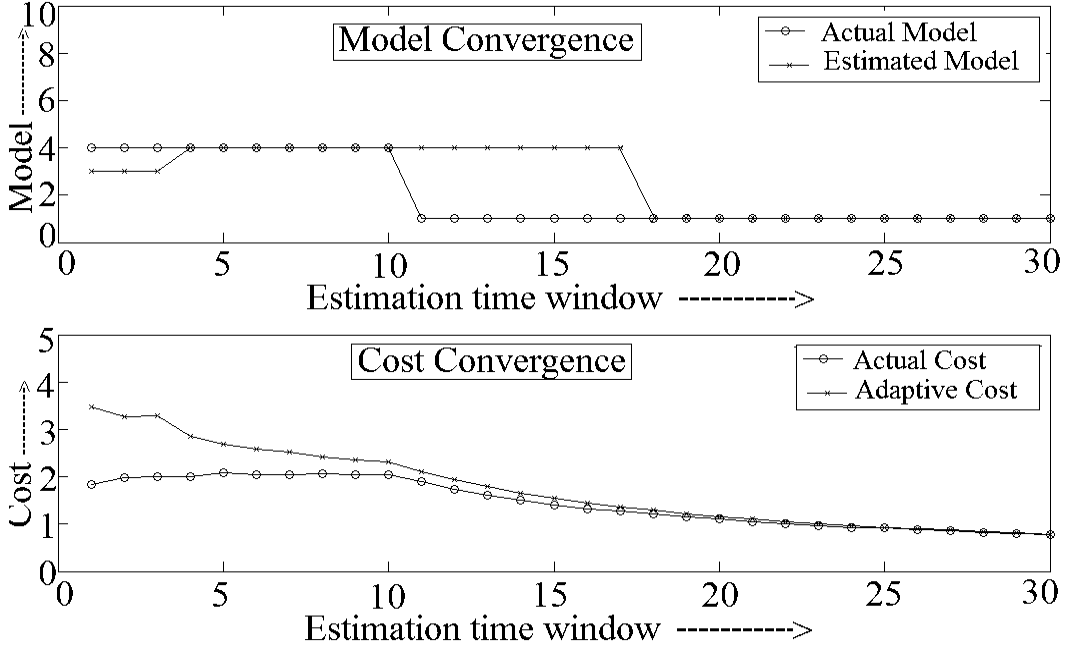 Model Convergence
Actual Model
Estimated Model
10
8
6
4
2
0
Model
0 5 10 15 20 25 30
Estimation time window
Cost Convergence
Actual Cost
Adaptive Cost
5
4
3
2
1
0
Cost
0 5 10 15 20 25 30
Estimation time window